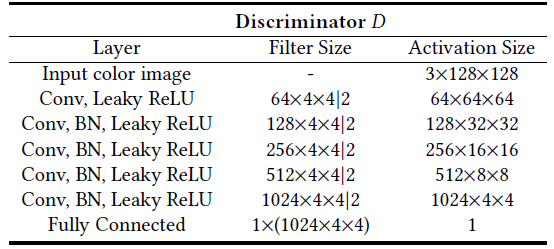 Discriminator D
Layer Filter Size Activation Size
Input color image - 3×128×128
Conv, Leaky ReLU 64×4×4|2 64×64×64
Conv, BN, Leaky ReLU 128×4×4|2 128×32×32
Conv, BN, Leaky ReLU 256×4×4|2 256×16×16
Conv, BN, Leaky ReLU 512×4×4|2 512×8×8
Conv, BN, Leaky ReLU 1024×4×4|2 1024×4×4
Fully Connected 1×(1024×4×4) 1